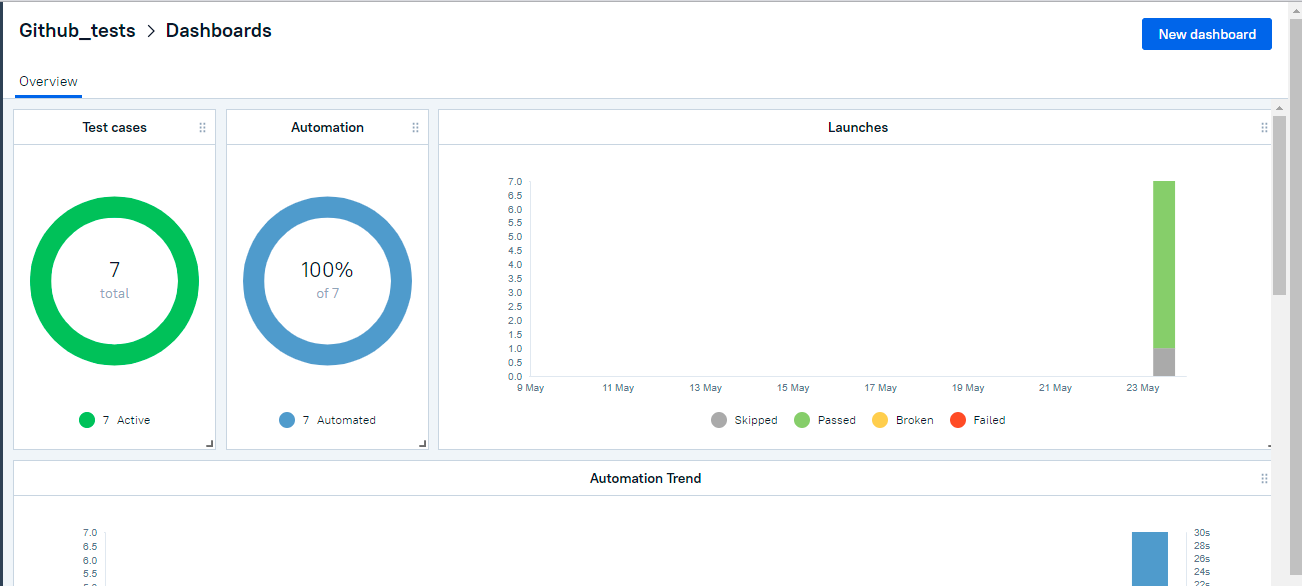 Github_tests > Dashboards
New dashboard
Overview
Test cases
7
total
7 Active
Automation
100%
of 7
7 Automated
Launches
7.0
6.5
6.0
5.5
5.0
4.5
4.0
3.5
3.0
2.5
2.0
1.5
1.0
0.5
0.0
9 May 11 May 13 May 15 May 17 May 19 May 21 May 23 May
Skipped Passed Broken Failed
Automation Trend
7.0
6.5
6.0
5.5
30s
28s
26s
24s